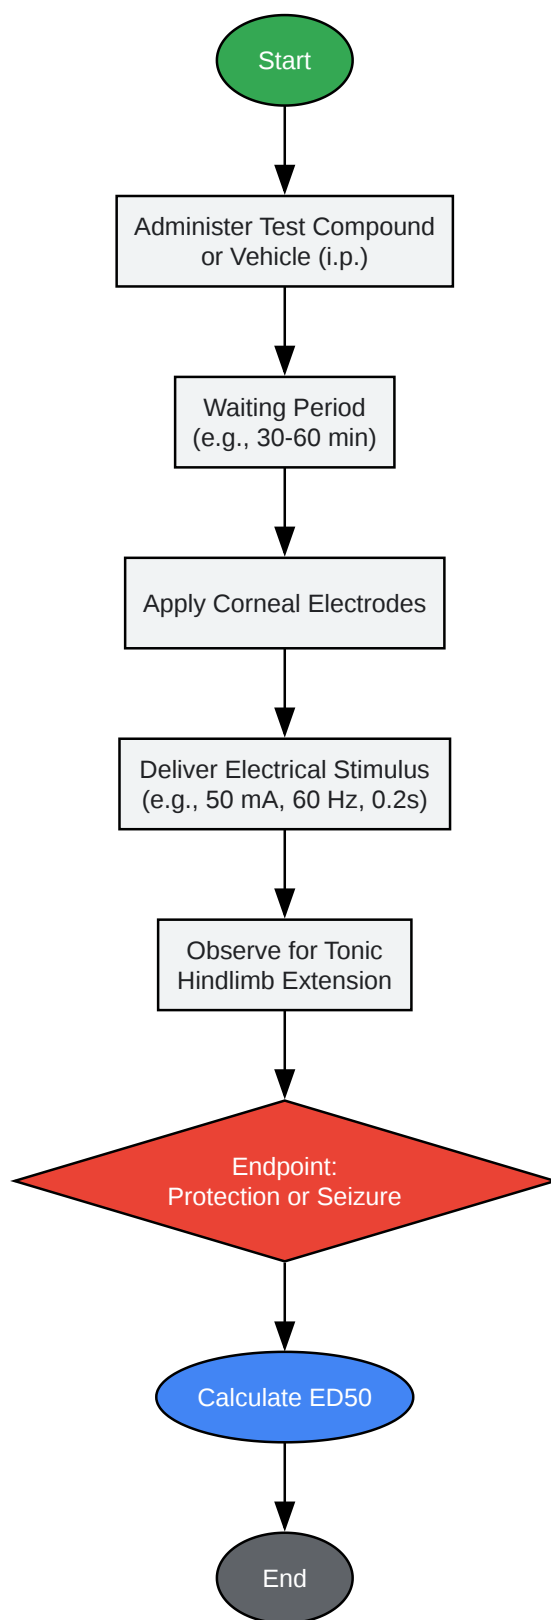 Start
Administer Test Compound
or Vehicle (i.p.)
Waiting Period
(e.g., 30-60 min)
Apply Corneal Electrodes
Deliver Electrical Stimulus
(e.g., 50 mA, 60 Hz, 0.2s)
Observe for Tonic
Hindlimb Extension
Endpoint:
Protection or Seizure
Calculate ED50
End